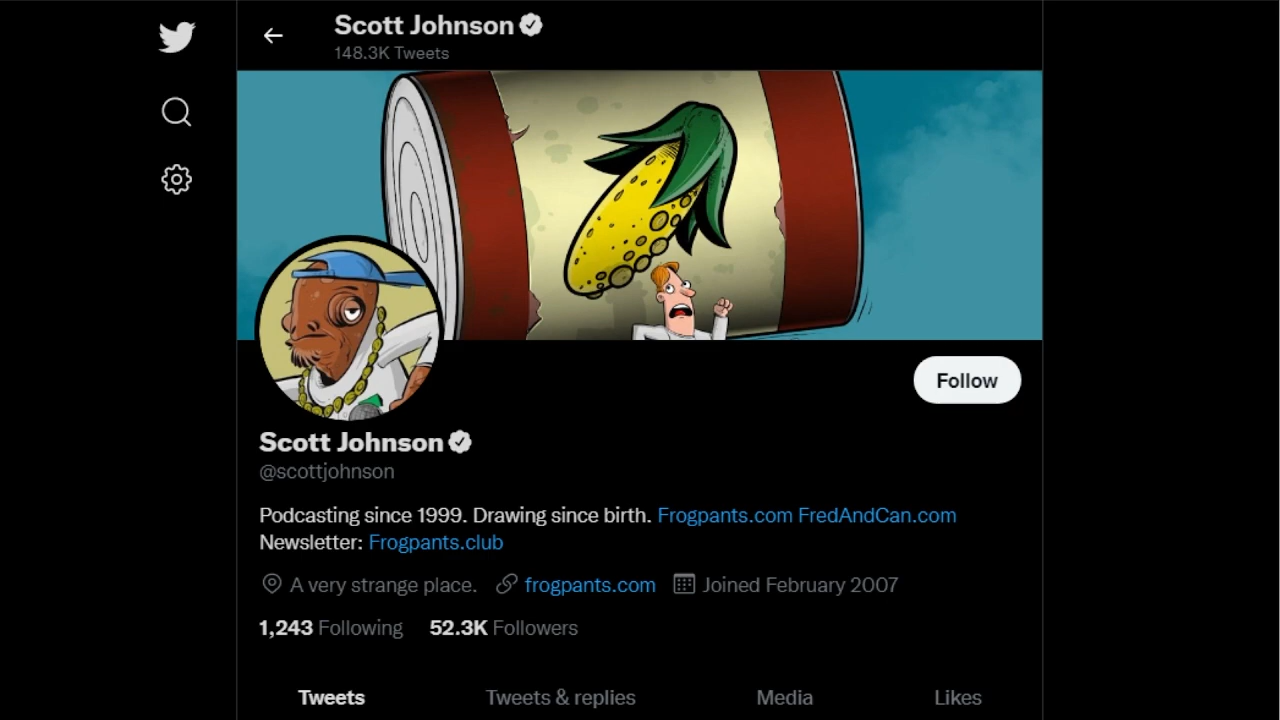 Scott Johnson
148.3K Tweets
Follow
Scott Johnson
@scottjohnson
Podcasting since 1999. Drawing since birth. Frogpants.com FredAndCan.com
Newsletter: Frogpants.club
A very strange place. frogpants.com Joined February 2007
1,243 Following 52.3K Followers
Tweets Tweets & replies Media Likes